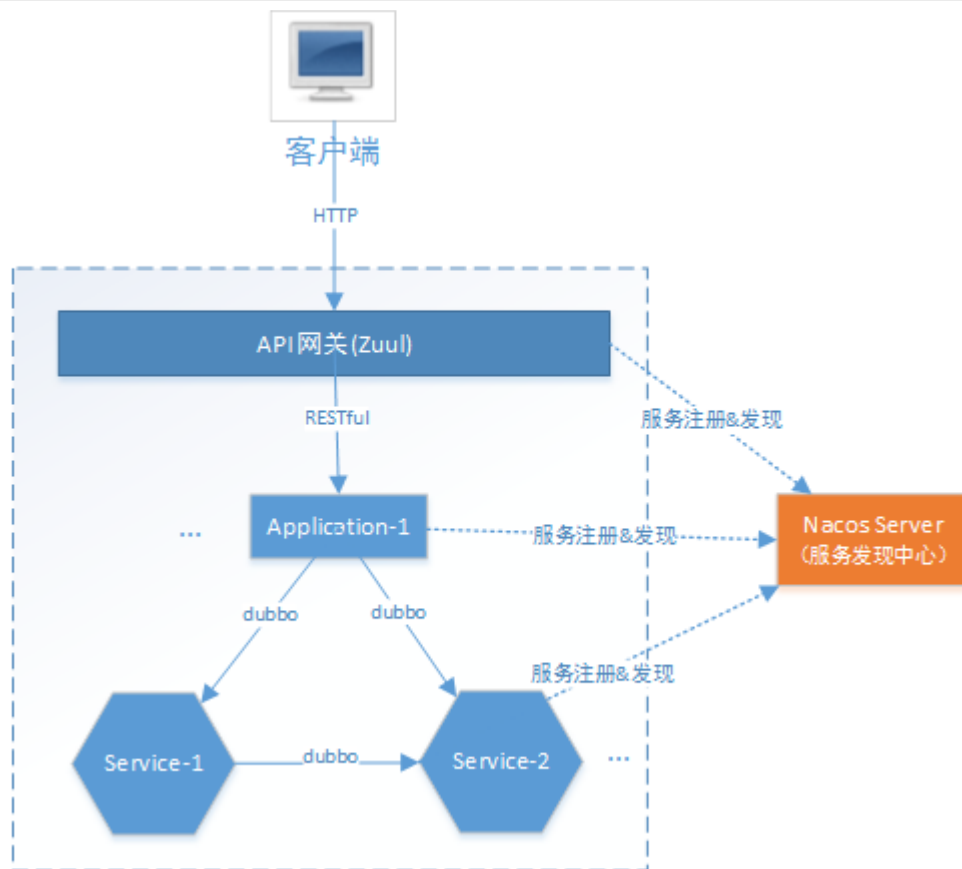 客户端
HTTP
API网关(Zuul)
RESTful
服务注册&发现
...
Application-1
服务注册&发现
Nacos Server
(服务发现中心)
dubbo
dubbo
服务注册&发现
Service-1
dubbo
Service-2
...